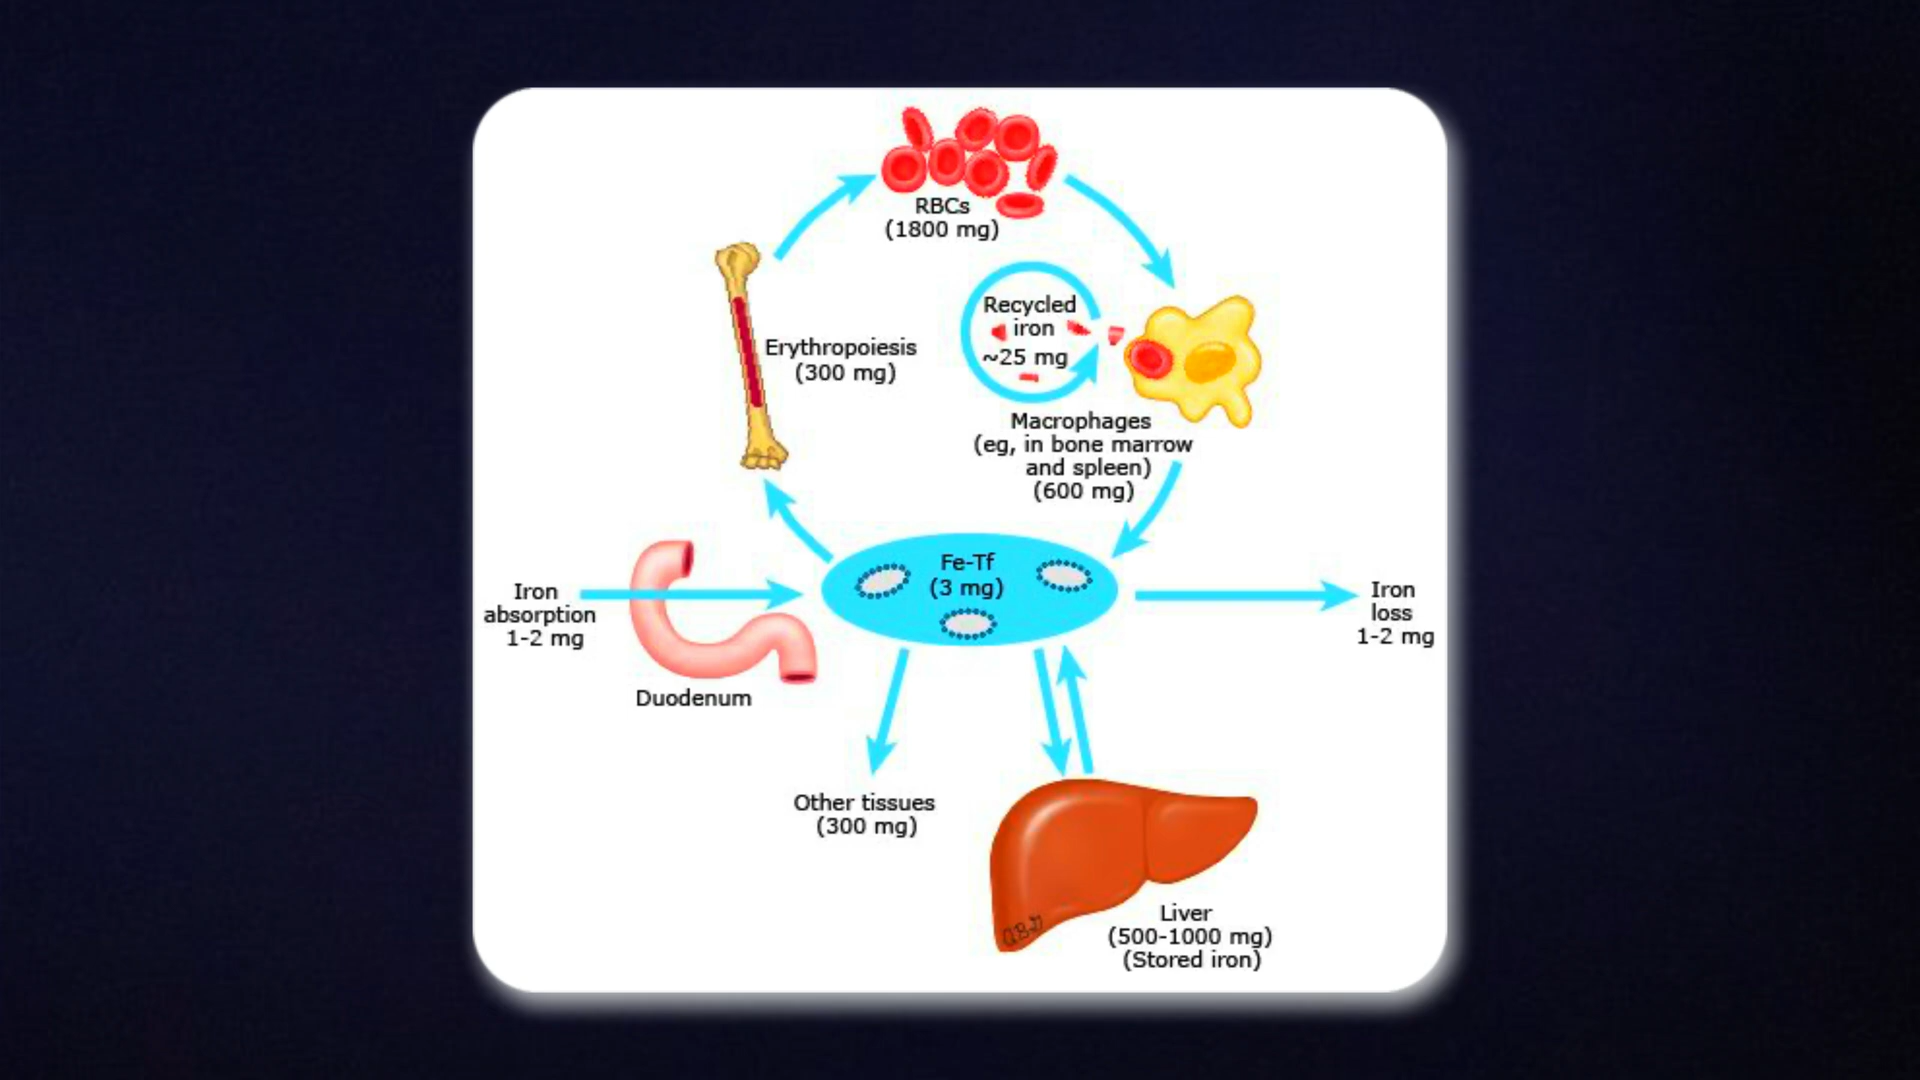 RBCs
(1800 mg)
Recycled
iron
~25 mg
Erythropoiesis
(300 mg)
Macrophages
(eg, in bone marrow
and spleen)
(600 mg)
Fe-Tf
(3 mg)
Iron
absorption
1-2 mg
Iron
loss
1-2 mg
Duodenum
Other tissues
(300 mg)
Liver
(500-1000 mg)
(Stored iron)